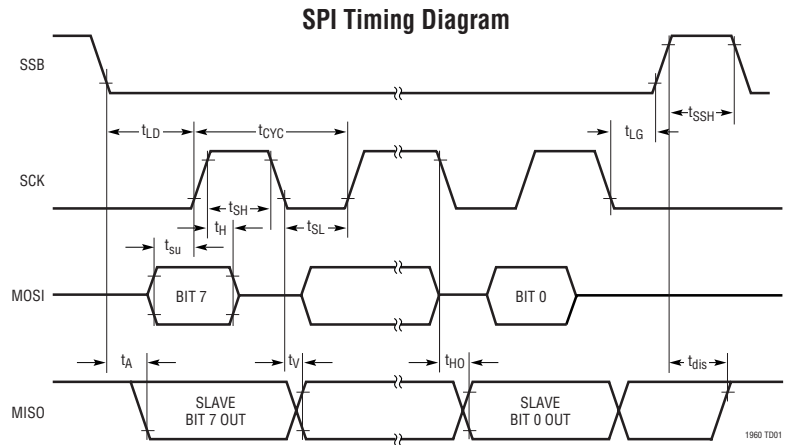 SPI Timing Diagram
SSB
tLD
tCYC
tLG
tSSH
SCK
tSH
tH
tSL
tsu
MOSI
BIT 7
BIT 0
tA
tV
tHO
tdis
MISO
SLAVE
BIT 7 OUT
SLAVE
BIT 0 OUT
1960 TD01